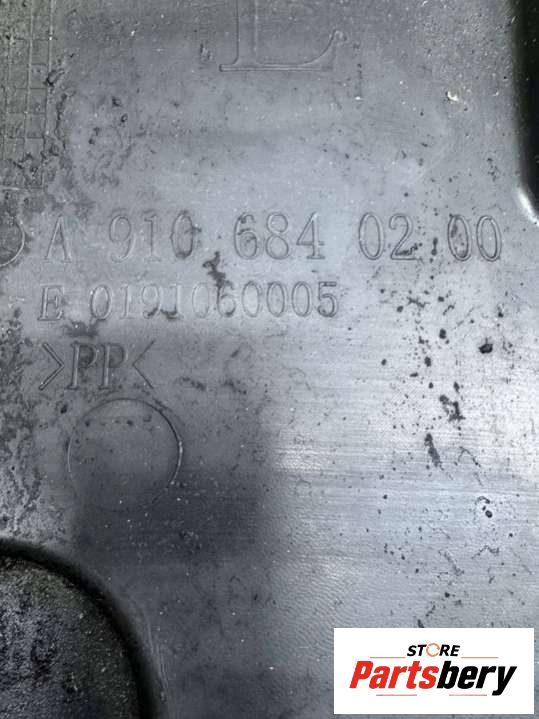 L
A 910 684 02 00
E 0191060005
>PP<
STORE
Partsbery